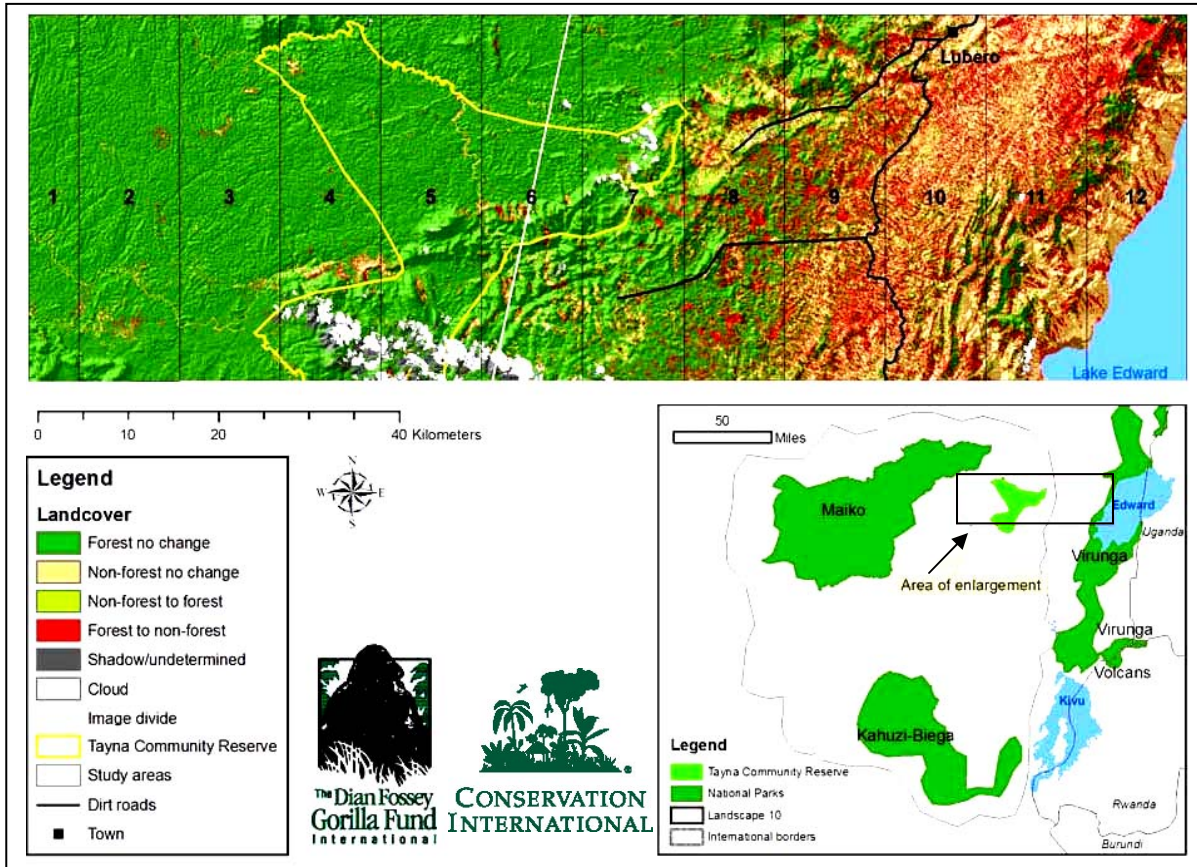 Lubero
1 2 3 4 5 6 7 8 9 10 11 12
Lake Edward
0 10 20 40 Kilometers
Legend
Landcover
Forest no change
Non-forest no change
Non-forest to forest
Forest to non-forest
Shadow/undetermined
Cloud
Image divide
Tayna Community Reserve
Study areas
Dirt roads
Town
N
W E
S
The Dian Fossey
Gorilla Fund
International
CONSERVATION
INTERNATIONAL
50
Miles
Maiko
Edward
Uganda
Virunga
Area of enlargement
Virunga
Volcans
Kivu
Kahuzi-Biega
Rwanda
Burundi
Legend
Tayna Community Reserve
National Parks
Landscape 10
International borders